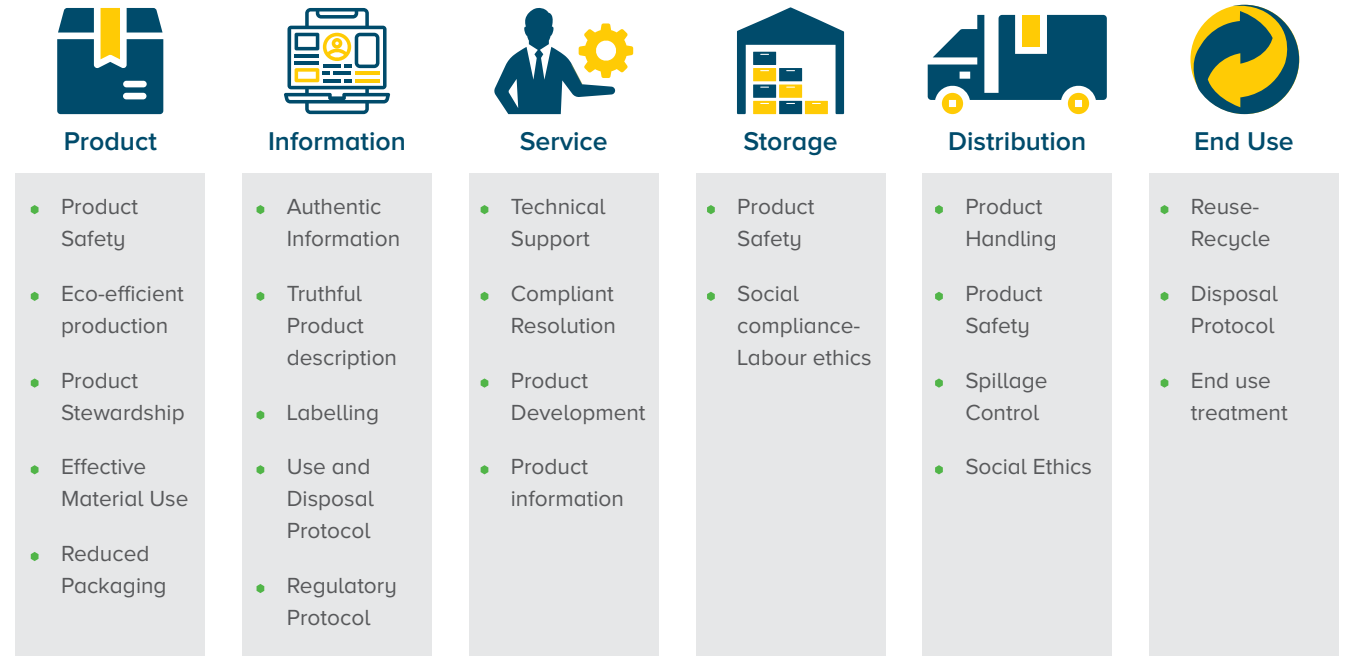 Product
Product
Safety
Eco-efficient
production
Product
Stewardship
Effective
Material Use
Reduced
Packaging
Information
Authentic
Information
Truthful
Product
description
Labelling
Use and
Disposal
Protocol
Regulatory
Protocol
Service
Technical
Support
Compliant
Resolution
Product
Development
Product
information
Storage
Product
Safety
Social
compliance-
Labour ethics
Distribution
Product
Handling
Product
Safety
Spillage
Control
Social Ethics
End Use
Reuse-
Recycle
Disposal
Protocol
End use
treatment